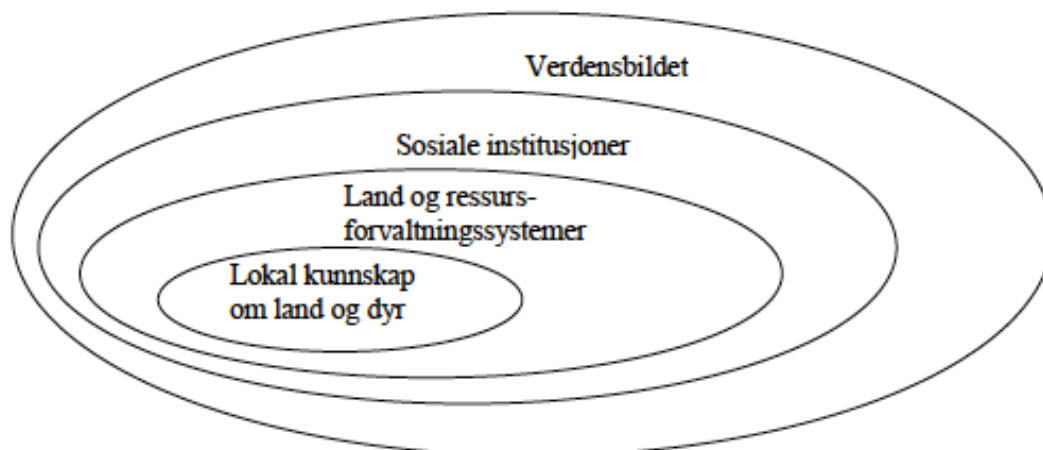 Verdensbildet
Sosiale institusjoner
Land og ressurs-
forvaltningssystemer
Lokal kunnskap
om land og dyr